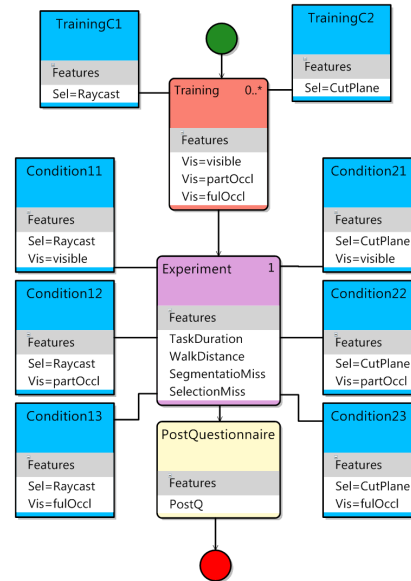 TrainingC1
Features
Sel=Raycast
TrainingC2
Features
Sel=CutPlane
Training 0..*
Features
Vis=visible
Vis=partOccl
Vis=fulOccl
Condition11
Features
Sel=Raycast
Vis=visible
Condition21
Features
Sel=CutPlane
Vis=visible
Experiment 1
Features
TaskDuration
WalkDistance
SegmentatioMiss
SelectionMiss
Condition12
Features
Sel=Raycast
Vis=partOccl
Condition22
Features
Sel=CutPlane
Vis=partOccl
Condition13
Features
Sel=Raycast
Vis=fulOccl
Condition23
Features
Sel=CutPlane
Vis=fulOccl
PostQuestionnaire
Features
PostQ